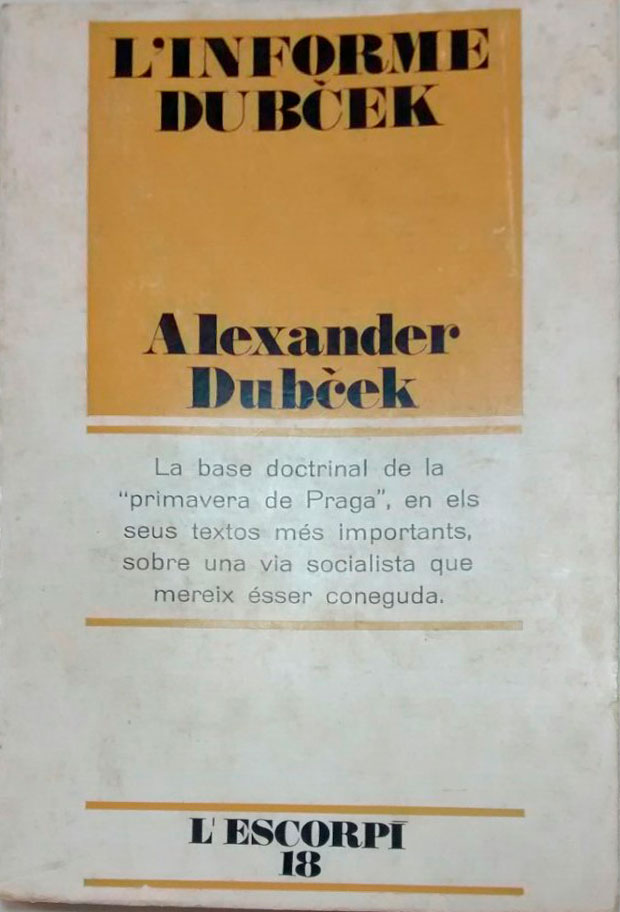 L'INFORME
DUBČEK
Alexander
Dubček
La base doctrinal de la
"primavera de Praga", en els
seus textos més importants,
sobre una via socialista que
mereix ésser coneguda.
L'ESCORPÍ
18